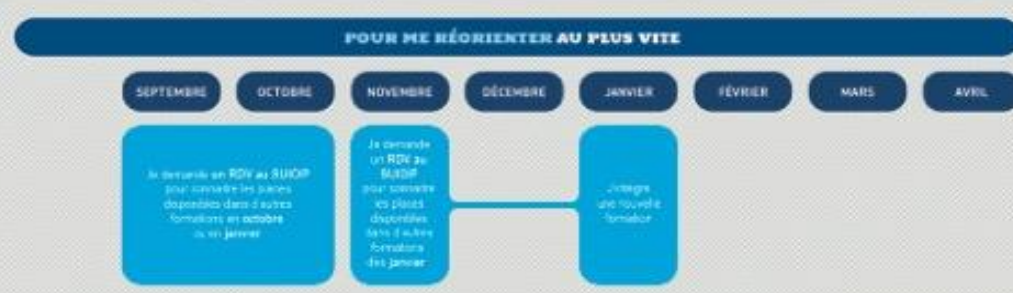 POUR ME RÉORIENTER AU PLUS VITE
SEPTEMBRE
OCTOBRE
NOVEMBRE
DÉCEMBRE
JANVIER
FÉVRIER
MARS
AVRIL
Je demande un RDV au SUIOIP
pour connaitre les places
disponibles dans d'autres
formations en octobre
ou en janvier
Je demande
un RDV au
SUIOIP
pour connaitre
les places
disponibles
dans d'autres
formations
dès janvier
J'intègre
une nouvelle
formation